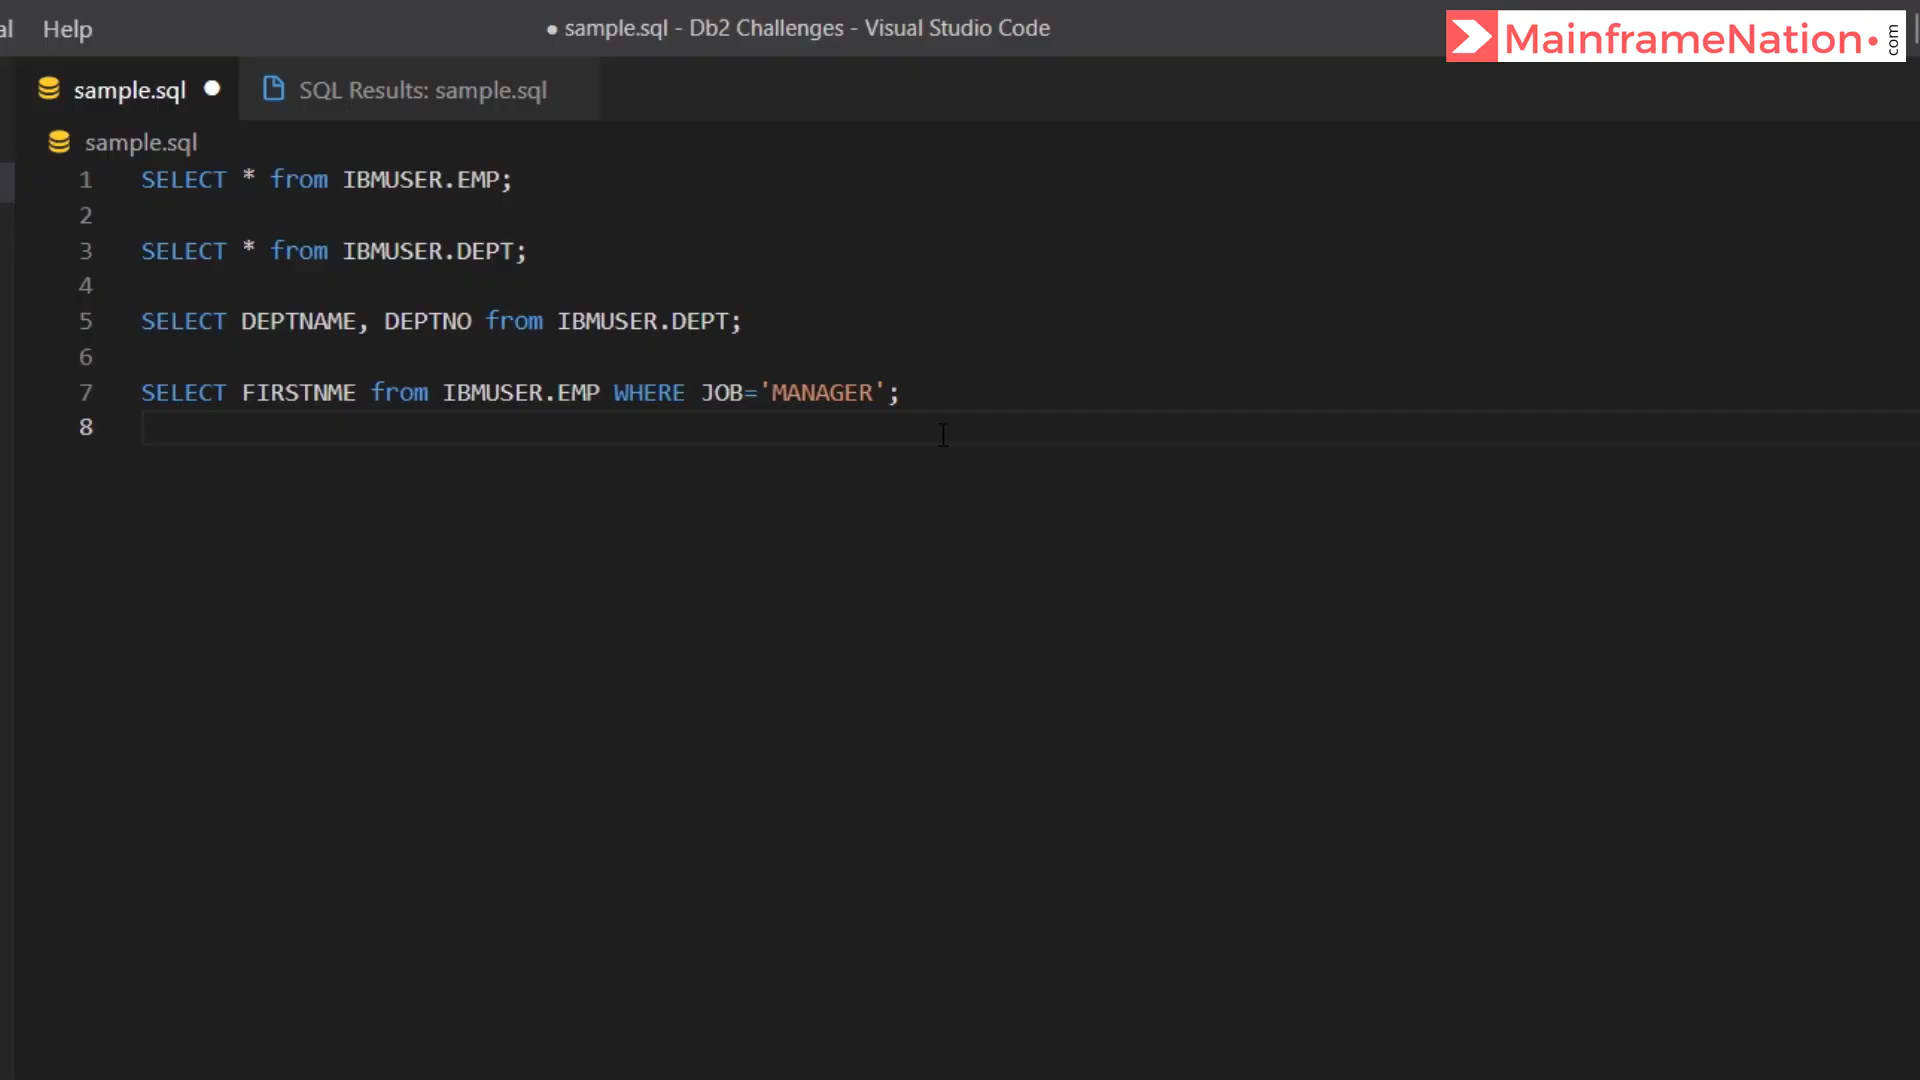 al Help ● sample.sql - Db2 Challenges - Visual Studio Code
MainframeNation.com
sample.sql ● SQL Results: sample.sql
sample.sql
1 SELECT * from IBMUSER.EMP;
2
3 SELECT * from IBMUSER.DEPT;
4
5 SELECT DEPTNAME, DEPTNO from IBMUSER.DEPT;
6
7 SELECT FIRSTNME from IBMUSER.EMP WHERE JOB='MANAGER';
8